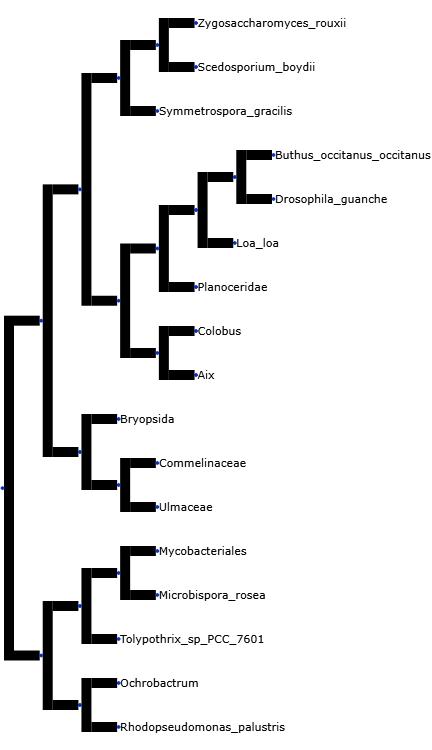 Zygosaccharomyces_rouxii
Scedosporium_boydii
Symmetrospora_gracilis
Buthus_occitanus_occitanus
Drosophila_guanche
Loa_loa
Planoceridae
Colobus
Aix
Bryopsida
Commelinaceae
Ulmaceae
Mycobacteriales
Microbispora_rosea
Tolypothrix_sp_PCC_7601
Ochrobactrum
Rhodopseudomonas_palustris